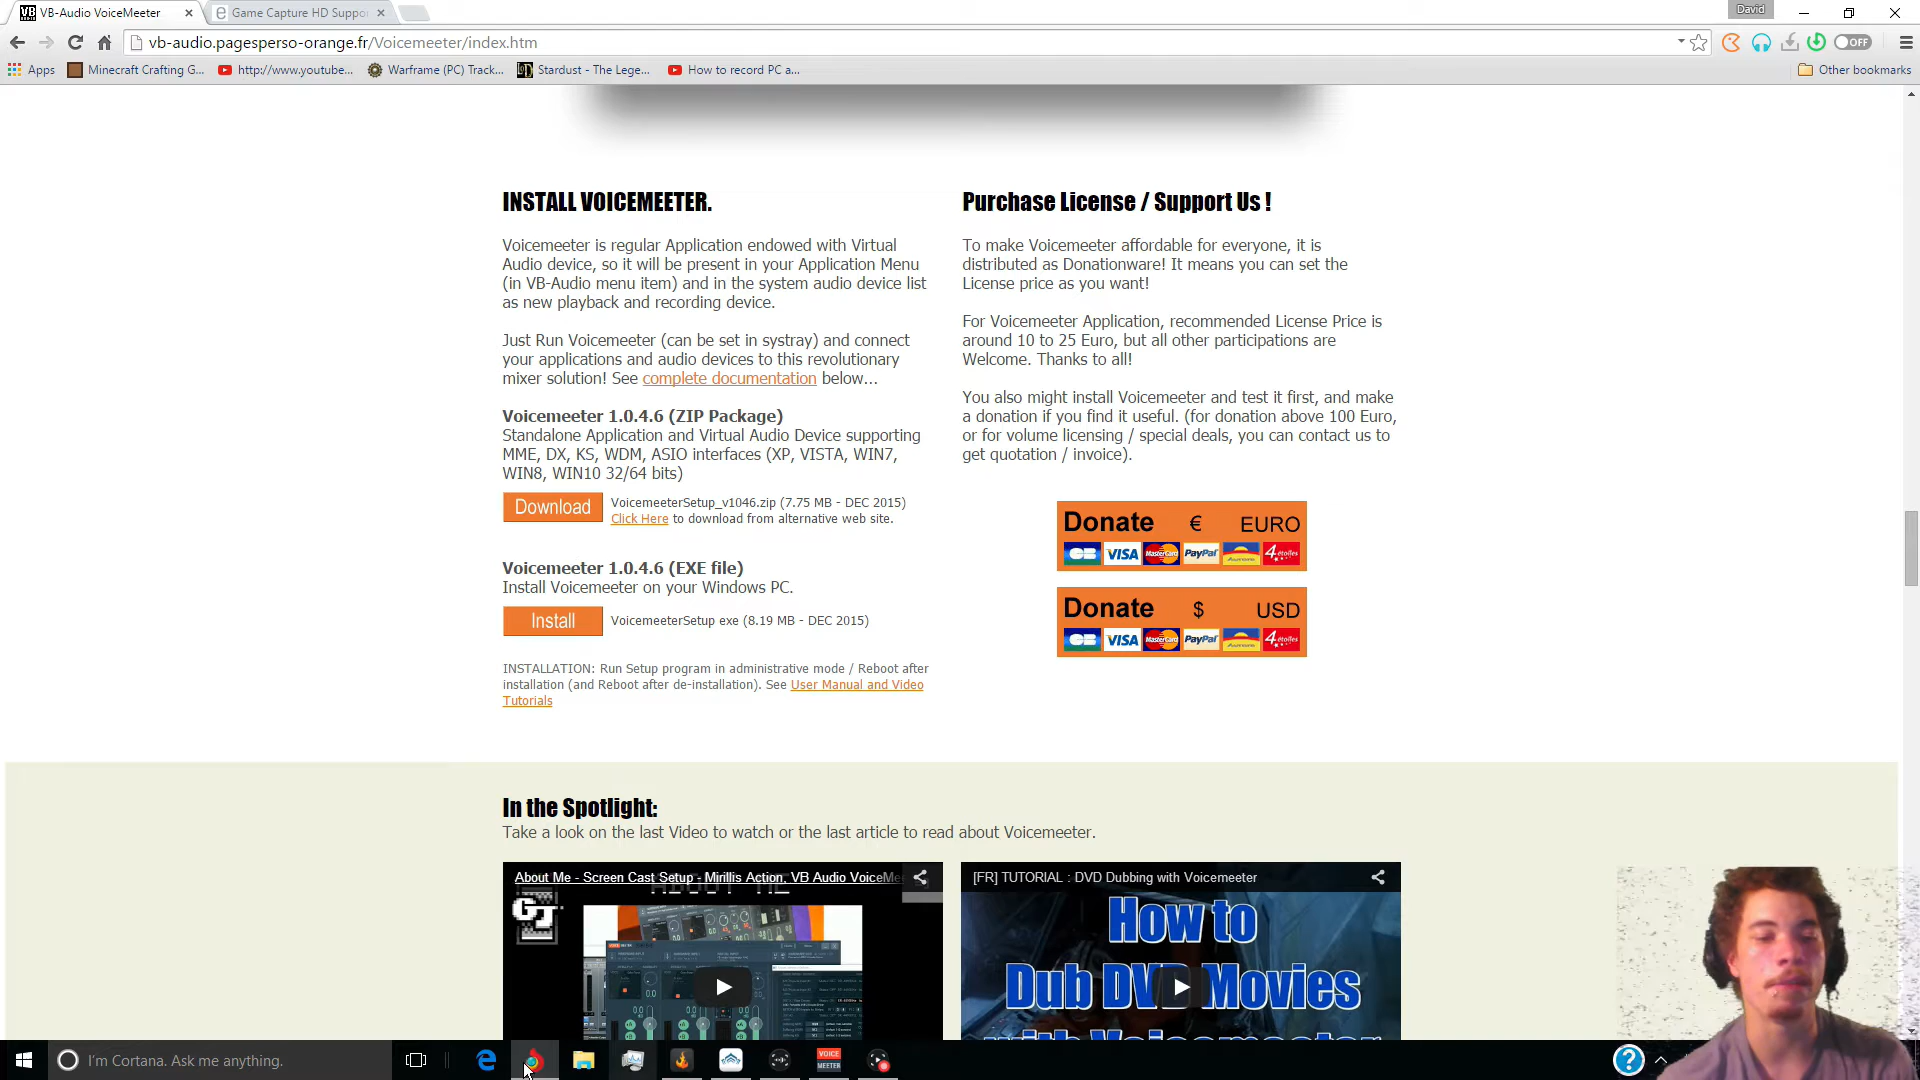 VB-Audio VoiceMeeter
Game Capture HD Suppo
David
vb-audio.pagesperso-orange.fr/Voicemeeter/index.htm
OFF
Apps
Minecraft Crafting G...
http://www.youtube...
Warframe (PC) Track...
Stardust - The Lege...
How to record PC a...
Other bookmarks
INSTALL VOICEMEETER.
Voicemeeter is regular Application endowed with Virtual
Audio device, so it will be present in your Application Menu
(in VB-Audio menu item) and in the system audio device list
as new playback and recording device.
Just Run Voicemeeter (can be set in systray) and connect
your applications and audio devices to this revolutionary
mixer solution! See complete documentation below...
Voicemeeter 1.0.4.6 (ZIP Package)
Standalone Application and Virtual Audio Device supporting
MME, DX, KS, WDM, ASIO interfaces (XP, VISTA, WIN7,
WIN8, WIN10 32/64 bits)
Download
VoicemeeterSetup_v1046.zip (7.75 MB - DEC 2015)
Click Here to download from alternative web site.
Voicemeeter 1.0.4.6 (EXE file)
Install Voicemeeter on your Windows PC.
Install
VoicemeeterSetup exe (8.19 MB - DEC 2015)
INSTALLATION: Run Setup program in administrative mode / Reboot after
installation (and Reboot after de-installation). See User Manual and Video
Tutorials
Purchase License / Support Us !
To make Voicemeeter affordable for everyone, it is
distributed as Donationware! It means you can set the
License price as you want!
For Voicemeeter Application, recommended License Price is
around 10 to 25 Euro, but all other participations are
Welcome. Thanks to all!
You also might install Voicemeeter and test it first, and make
a donation if you find it useful. (for donation above 100 Euro,
or for volume licensing / special deals, you can contact us to
get quotation / invoice).
Donate € EURO
CB VISA MasterCard PayPal 4étoiles
Donate $ USD
CB VISA MasterCard PayPal 4étoiles
In the Spotlight:
Take a look on the last Video to watch or the last article to read about Voicemeeter.
About Me - Screen Cast Setup - Mirillis Action, VB Audio VoiceMe
ABOUT ME
GT
[FR] TUTORIAL : DVD Dubbing with Voicemeeter
How to
Dub DVD Movies
with Voicemeeter
I'm Cortana. Ask me anything.
VOICE
MEETER